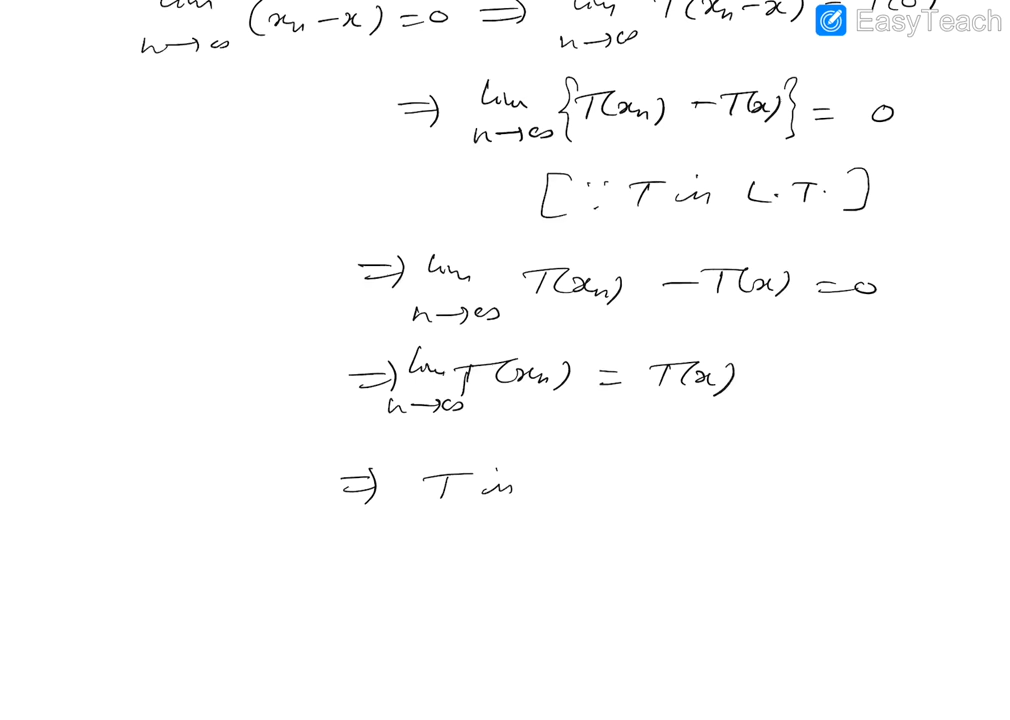 lim (xn - x) = 0 ⇒ lim T(xn - x) = T(0)
n→∞ n→∞
EasyTeach
⇒ lim {T(xn) - T(x)} = 0
n→∞
[∵ T is L.T.]
⇒ lim T(xn) - T(x) = 0
n→∞
⇒ lim T(xn) = T(x)
n→∞
⇒ T is